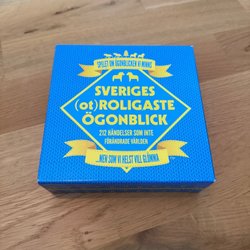 SPELET OM ÖGONBLICKEN VI MINNS
SVERIGES
(ot)ROLIGASTE
ÖGONBLICK
212 HÄNDELSER SOM INTE
FÖRÄNDRADE VÄRLDEN
...MEN SOM VI HELST VILL GLÖMMA